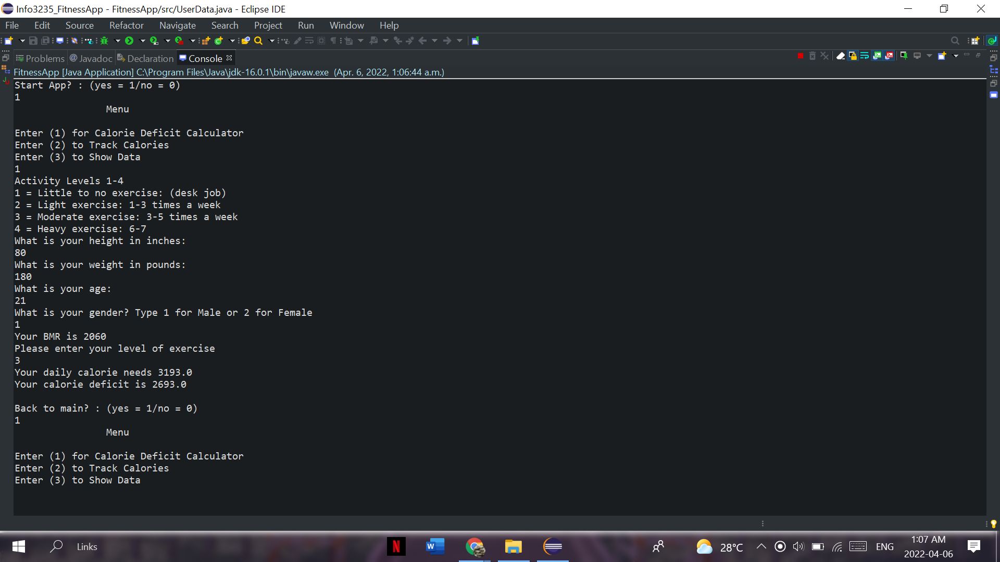 Info3235_FitnessApp - FitnessApp/src/UserData.java - Eclipse IDE
File Edit Source Refactor Navigate Search Project Run Window Help
Problems @ Javadoc Declaration Console
FitnessApp [Java Application] C:\Program Files\Java\jdk-16.0.1\bin\javaw.exe (Apr. 6, 2022, 1:06:44 a.m.)
Start App? : (yes = 1/no = 0)
1
Menu
Enter (1) for Calorie Deficit Calculator
Enter (2) to Track Calories
Enter (3) to Show Data
1
Activity Levels 1-4
1 = Little to no exercise: (desk job)
2 = Light exercise: 1-3 times a week
3 = Moderate exercise: 3-5 times a week
4 = Heavy exercise: 6-7
What is your height in inches:
80
What is your weight in pounds:
180
What is your age:
21
What is your gender? Type 1 for Male or 2 for Female
1
Your BMR is 2060
Please enter your level of exercise
3
Your daily calorie needs 3193.0
Your calorie deficit is 2693.0
Back to main? : (yes = 1/no = 0)
1
Menu
Enter (1) for Calorie Deficit Calculator
Enter (2) to Track Calories
Enter (3) to Show Data
Links
N
W
28°C
ENG
1:07 AM
2022-04-06